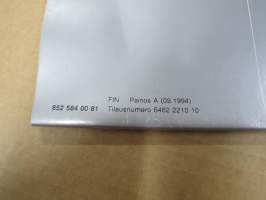 FIN Painos A (09.1994)
852 584 00 81 Tilausnumero 6462 2210 10